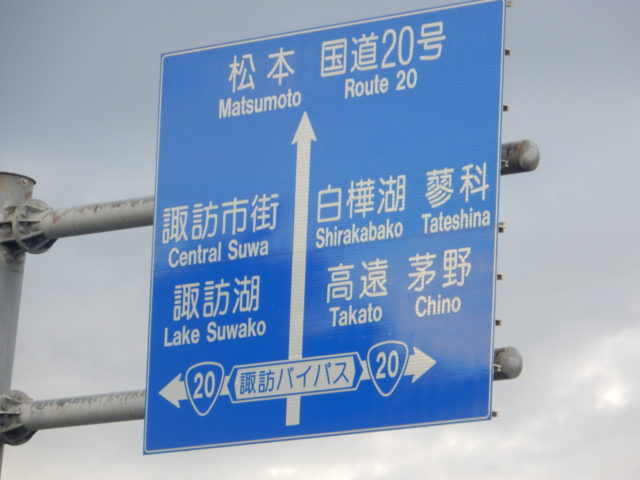 松本 国道20号
Matsumoto Route 20
諏訪市街 白樺湖 蓼科
Central Suwa Shirakabako Tateshina
諏訪湖 高遠 茅野
Lake Suwako Takato Chino
20 諏訪バイパス 20